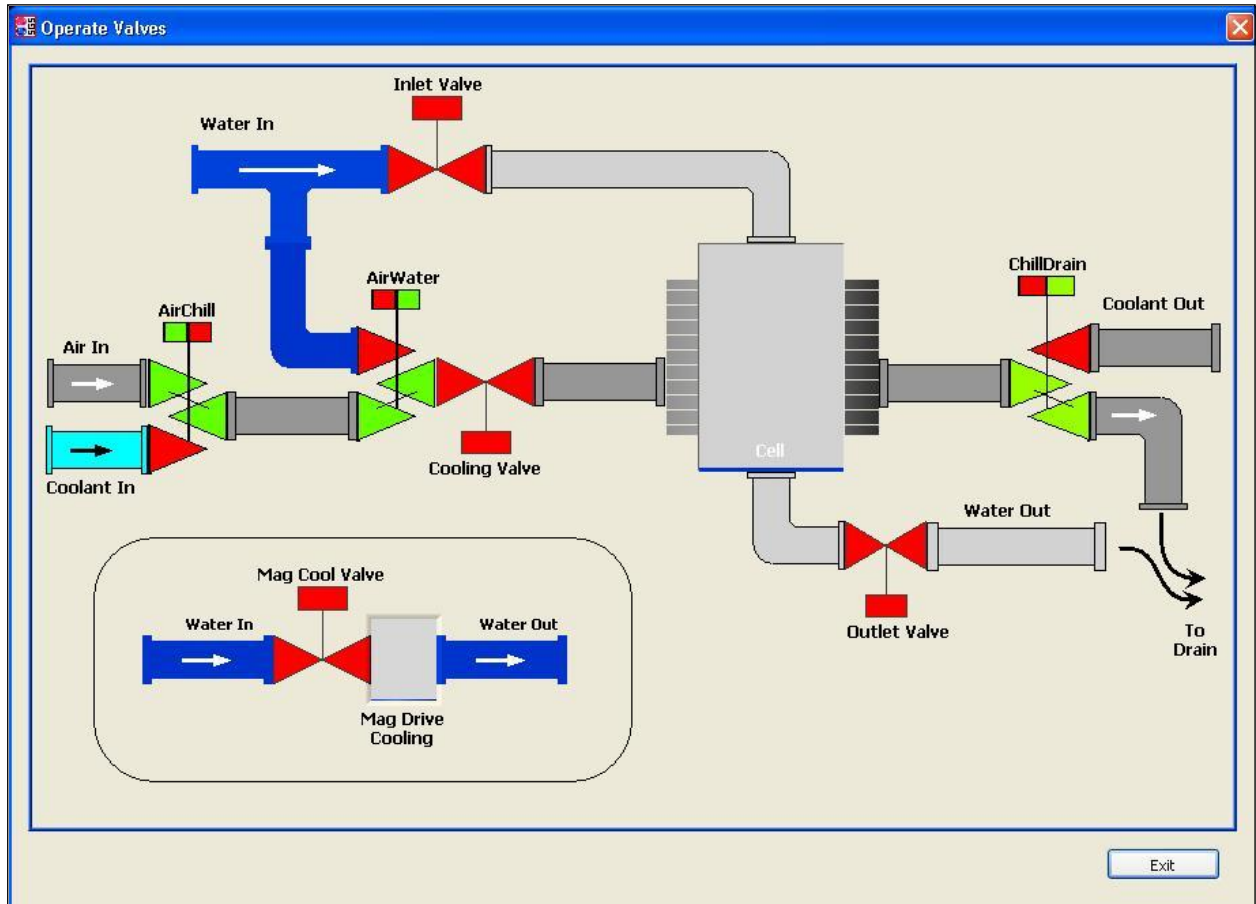 Operate Valves
Inlet Valve
Water In
AirWater
ChillDrain
AirChill
Coolant Out
Air In
Cell
Cooling Valve
Coolant In
Water Out
Mag Cool Valve
Water In
Water Out
Outlet Valve
To
Drain
Mag Drive
Cooling
Exit